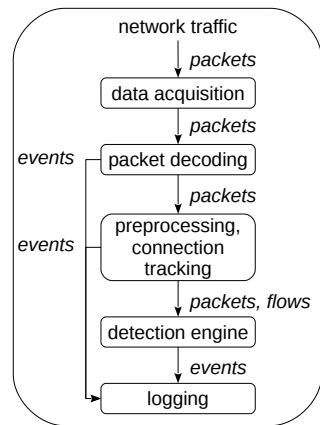 network traffic
packets
data acquisition
packets
events
packet decoding
packets
events
preprocessing,
connection
tracking
packets, flows
detection engine
events
logging